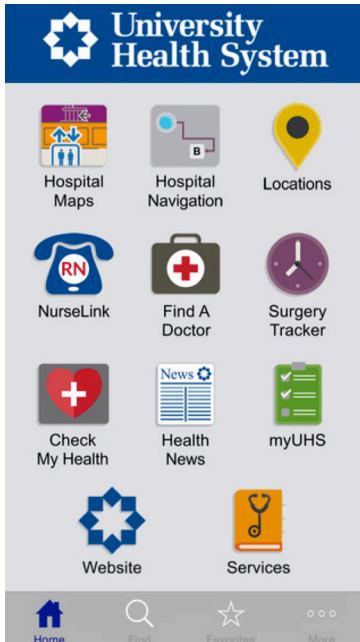 University
Health System
Hospital
Maps
Hospital
Navigation
B
Locations
RN
NurseLink
Find A
Doctor
Surgery
Tracker
Check
My Health
News
Health
News
myUHS
Website
Services
Home
Find
Favorites
More